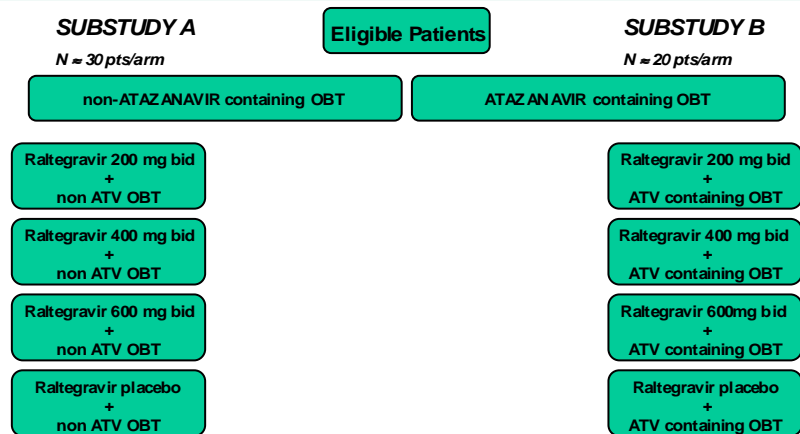 SUBSTUDY A
N ≈ 30 pts/arm
Eligible Patients
SUBSTUDY B
N ≈ 20 pts/arm
non-ATAZANAVIR containing OBT
ATAZANAVIR containing OBT
Raltegravir 200 mg bid
+
non ATV OBT
Raltegravir 400 mg bid
+
non ATV OBT
Raltegravir 600 mg bid
+
non ATV OBT
Raltegravir placebo
+
non ATV OBT
Raltegravir 200 mg bid
+
ATV containing OBT
Raltegravir 400 mg bid
+
ATV containing OBT
Raltegravir 600mg bid
+
ATV containing OBT
Raltegravir placebo
+
ATV containing OBT